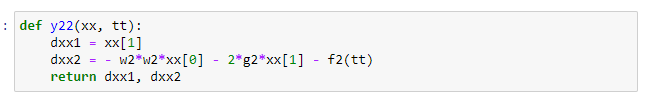 : def y22(xx, tt):
    dxx1 = xx[1]
    dxx2 = - w2*w2*xx[0] - 2*g2*xx[1] - f2(tt)
    return dxx1, dxx2